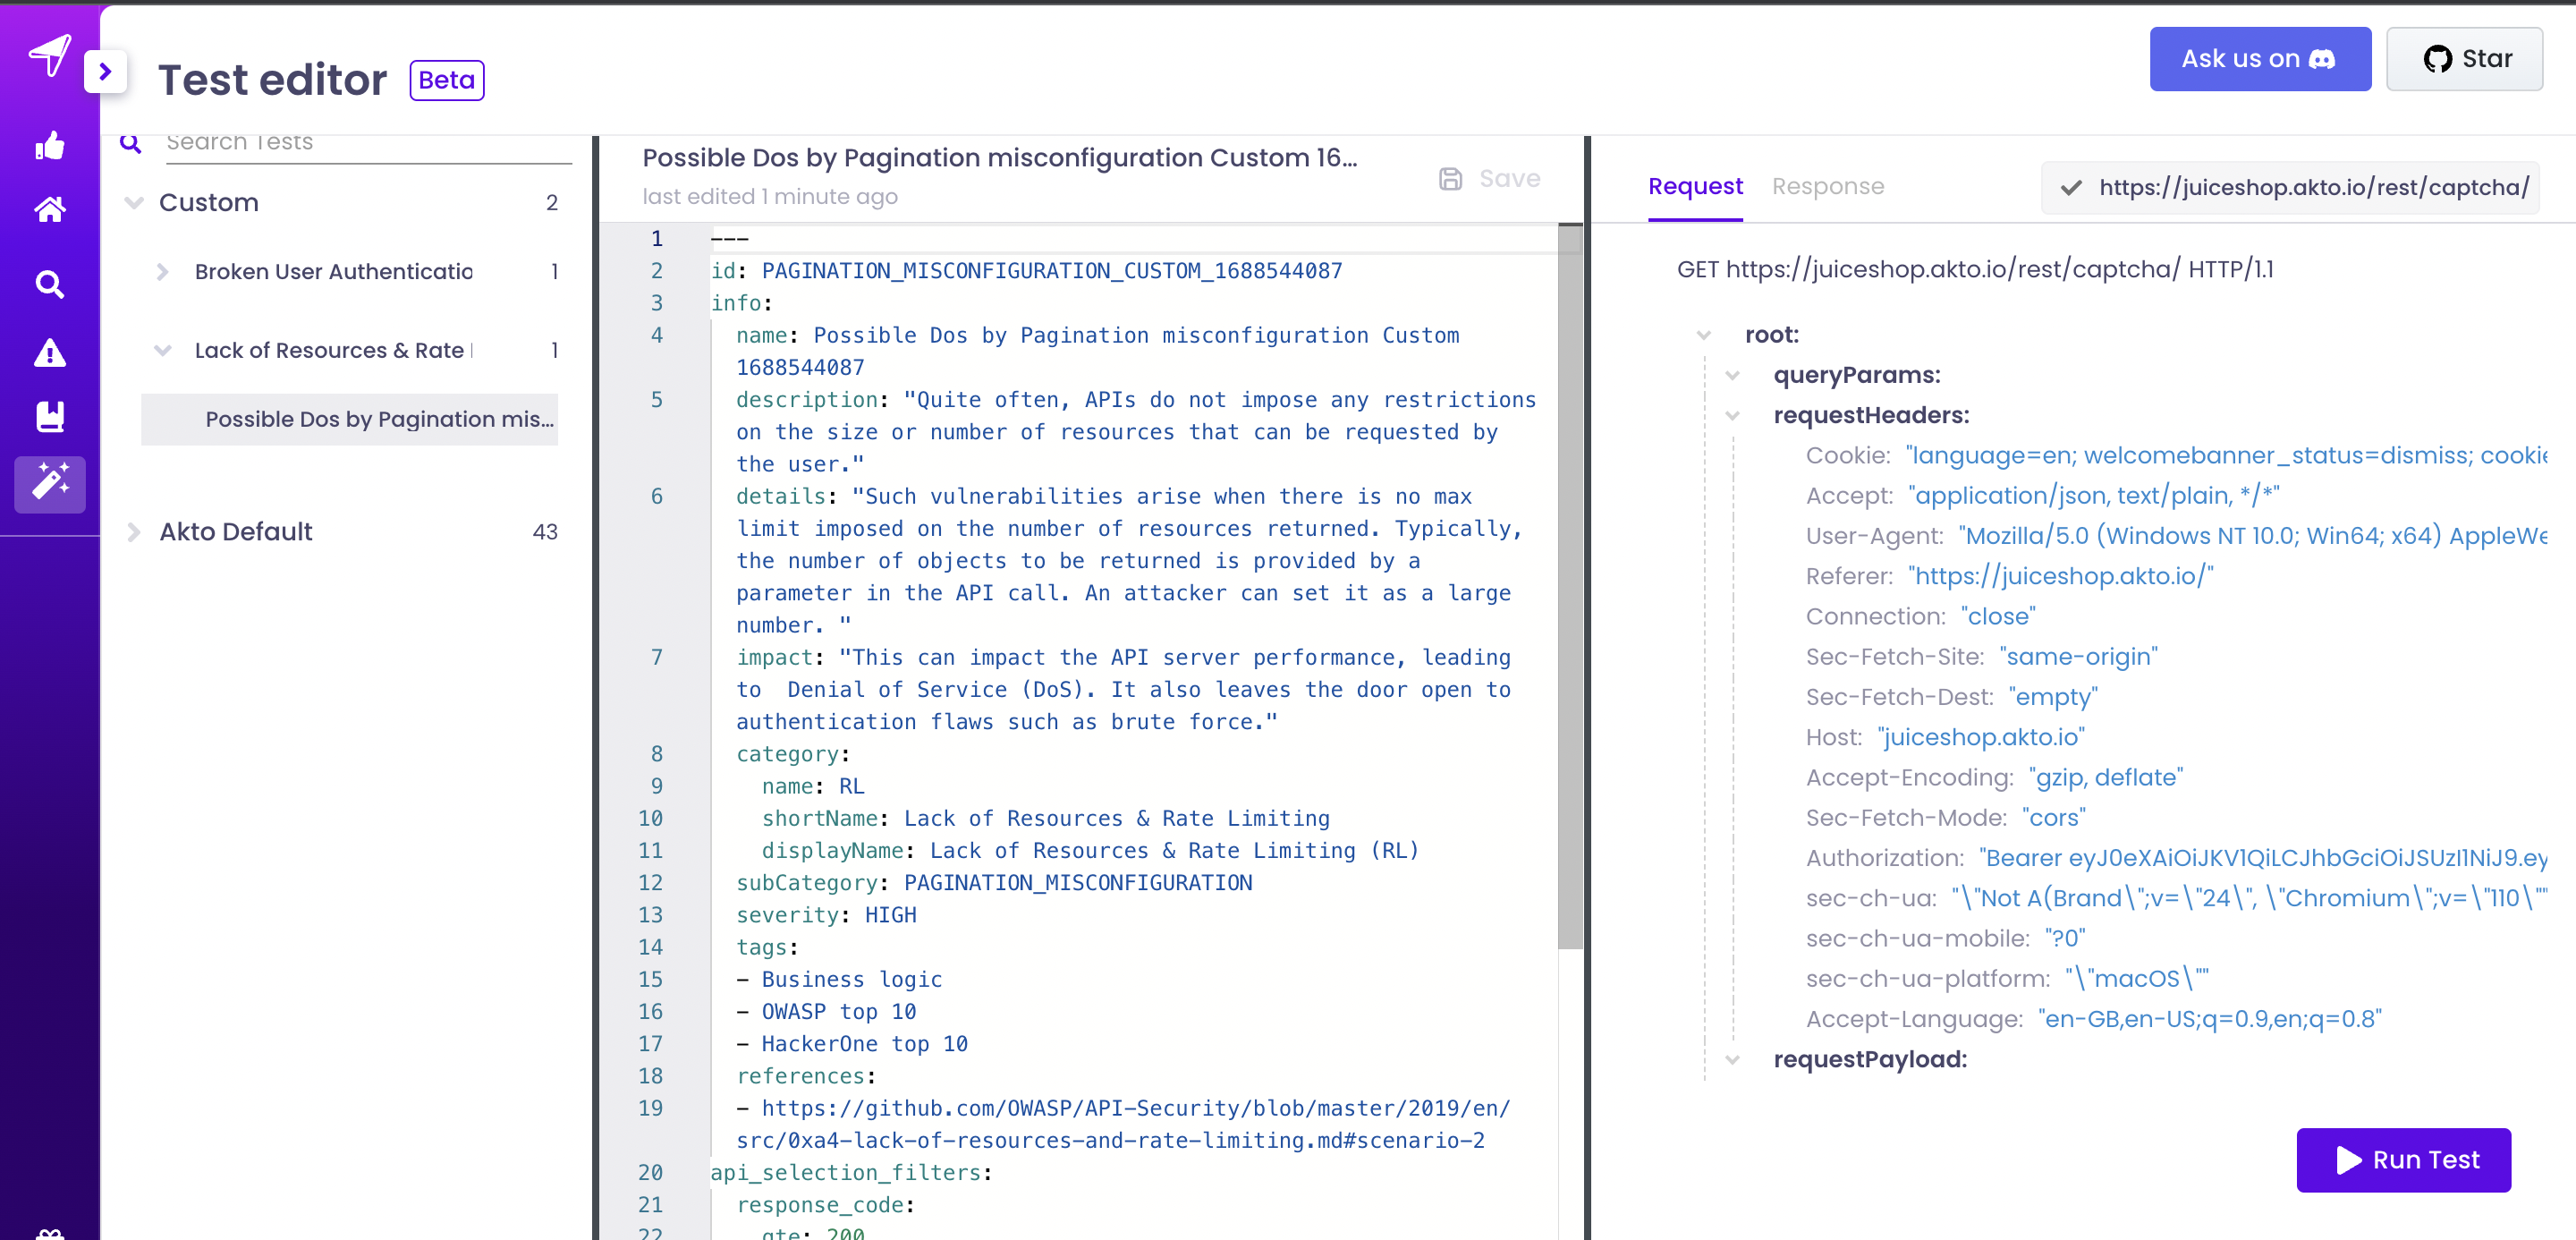 Test editor Beta
Ask us on
Star
Search Tests
Custom 2
Broken User Authenticatio 1
Lack of Resources & Rate 1
Possible Dos by Pagination mis...
Akto Default 43
Possible Dos by Pagination misconfiguration Custom 16...
last edited 1 minute ago
Save
1 ---
2 id: PAGINATION_MISCONFIGURATION_CUSTOM_1688544087
3 info:
4 name: Possible Dos by Pagination misconfiguration Custom
1688544087
5 description: "Quite often, APIs do not impose any restrictions
on the size or number of resources that can be requested by
the user."
6 details: "Such vulnerabilities arise when there is no max
limit imposed on the number of resources returned. Typically,
the number of objects to be returned is provided by a
parameter in the API call. An attacker can set it as a large
number. "
7 impact: "This can impact the API server performance, leading
to  Denial of Service (DoS). It also leaves the door open to
authentication flaws such as brute force."
8 category:
9 name: RL
10 shortName: Lack of Resources & Rate Limiting
11 displayName: Lack of Resources & Rate Limiting (RL)
12 subCategory: PAGINATION_MISCONFIGURATION
13 severity: HIGH
14 tags:
15 - Business logic
16 - OWASP top 10
17 - HackerOne top 10
18 references:
19 - https://github.com/OWASP/API-Security/blob/master/2019/en/
src/0xa4-lack-of-resources-and-rate-limiting.md#scenario-2
20 api_selection_filters:
21 response_code:
22 gte: 200
Request Response
https://juiceshop.akto.io/rest/captcha/
GET https://juiceshop.akto.io/rest/captcha/ HTTP/1.1
root:
queryParams:
requestHeaders:
Cookie: "language=en; welcomebanner_status=dismiss; cookie
Accept: "application/json, text/plain, */*"
User-Agent: "Mozilla/5.0 (Windows NT 10.0; Win64; x64) AppleWe
Referer: "https://juiceshop.akto.io/"
Connection: "close"
Sec-Fetch-Site: "same-origin"
Sec-Fetch-Dest: "empty"
Host: "juiceshop.akto.io"
Accept-Encoding: "gzip, deflate"
Sec-Fetch-Mode: "cors"
Authorization: "Bearer eyJ0eXAiOiJKV1QiLCJhbGciOiJSUzI1NiJ9.ey
sec-ch-ua: "\"Not A(Brand\";v=\"24\", \"Chromium\";v=\"110\""
sec-ch-ua-mobile: "?0"
sec-ch-ua-platform: "\"macOS\""
Accept-Language: "en-GB,en-US;q=0.9,en;q=0.8"
requestPayload:
Run Test